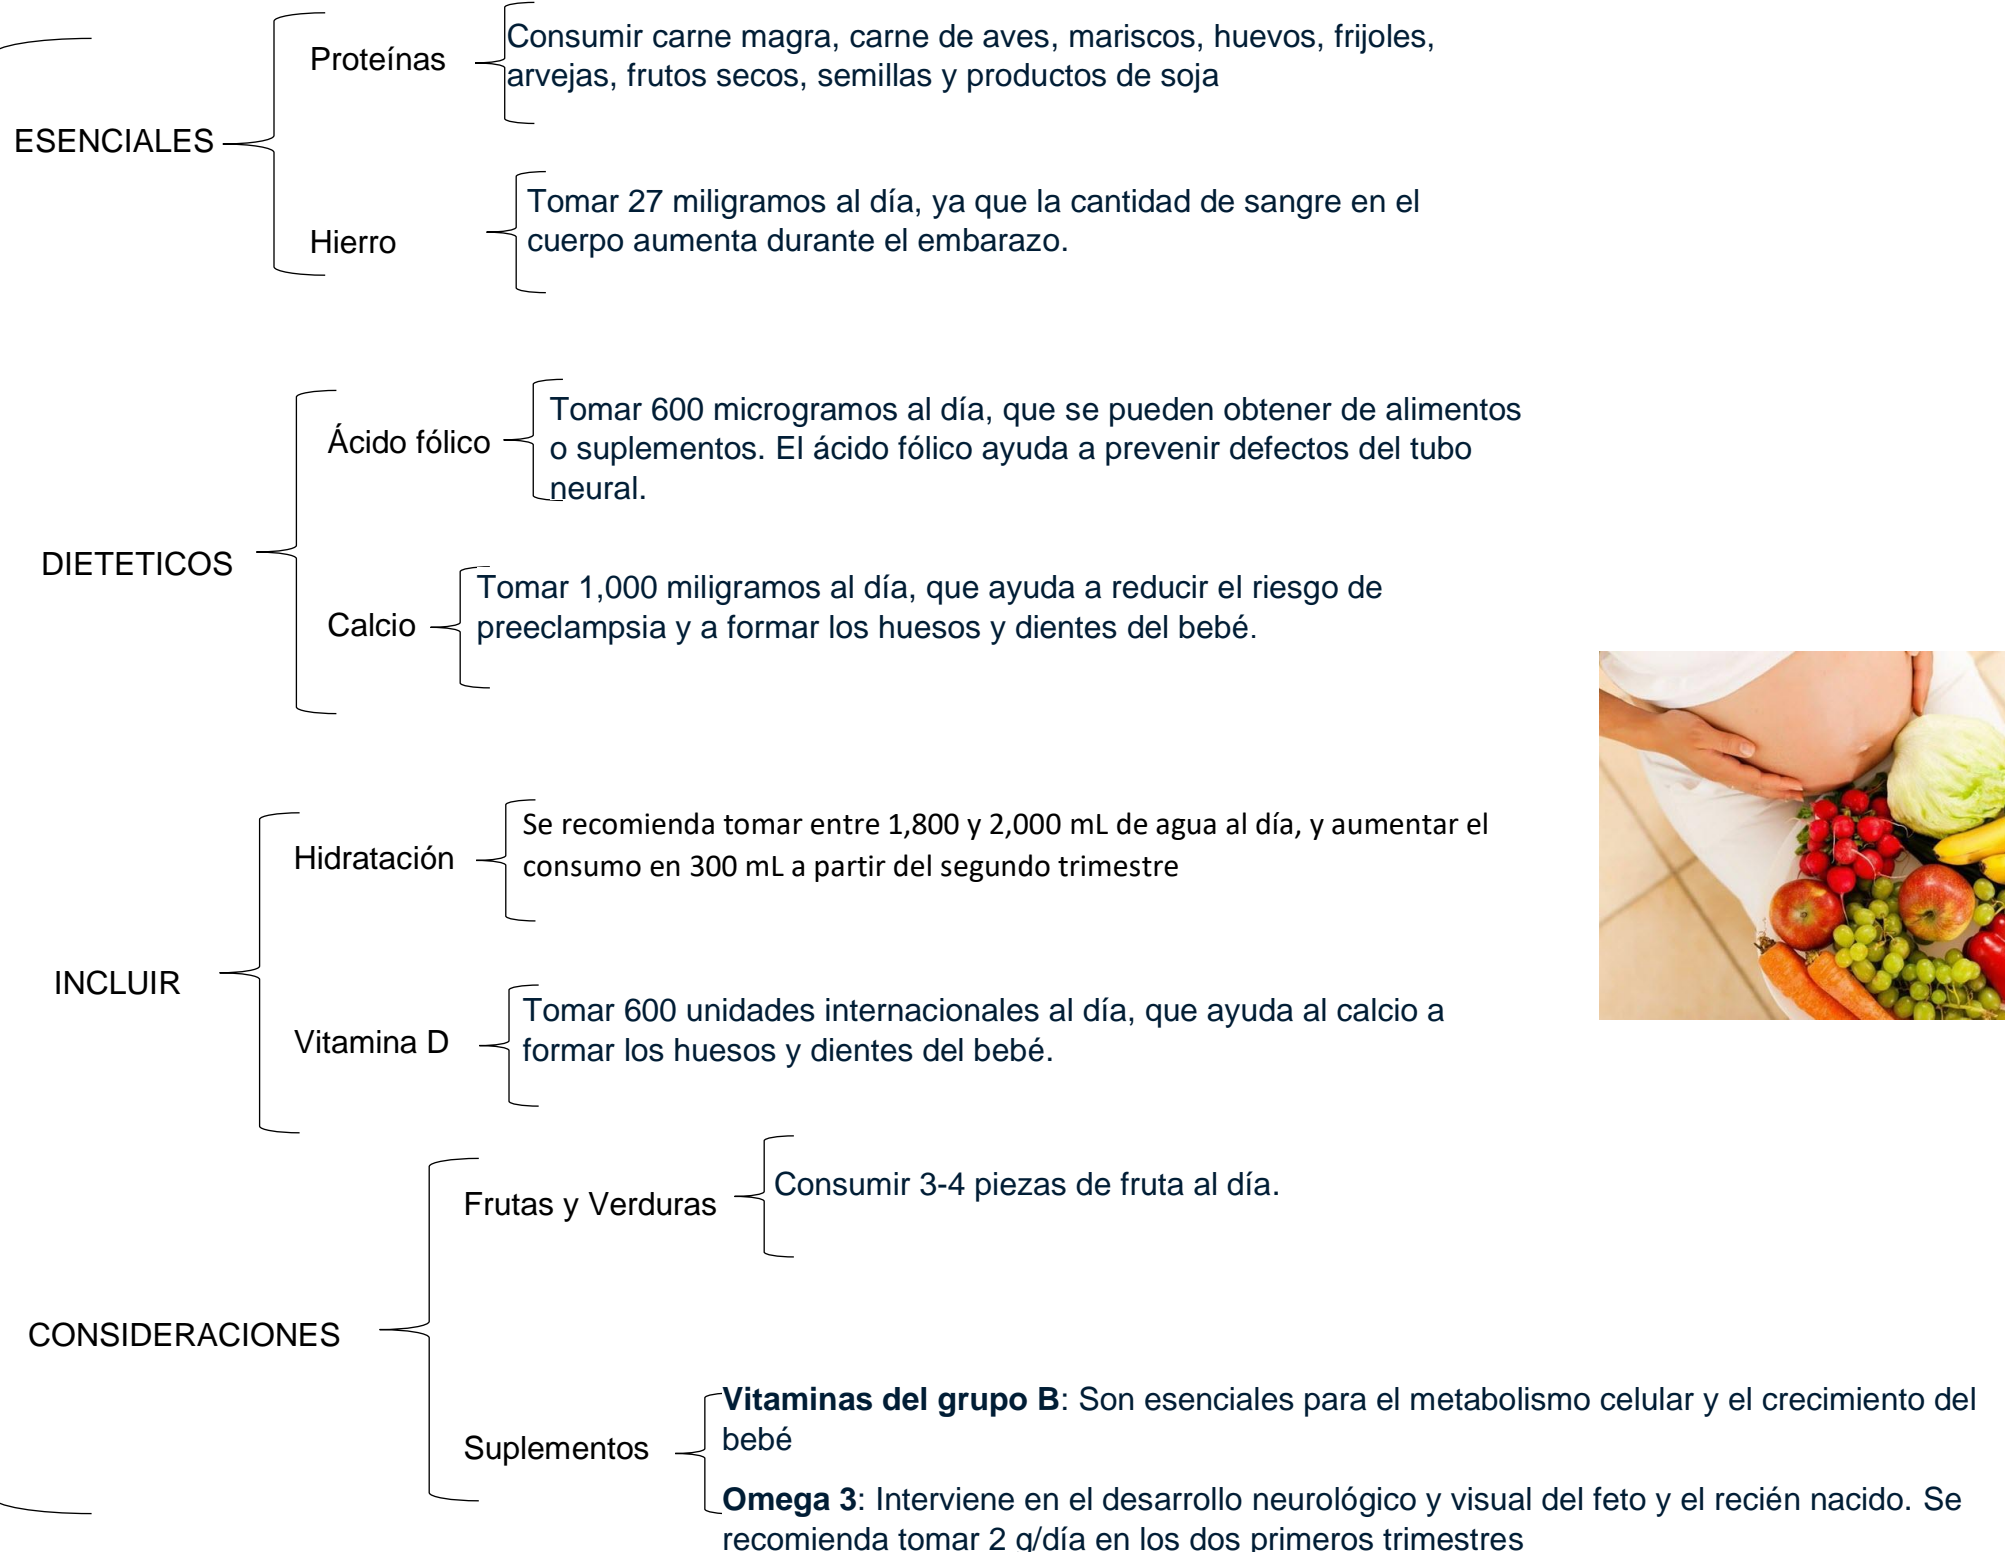 ESENCIALES
Proteínas
Consumir carne magra, carne de aves, mariscos, huevos, frijoles,
arvejas, frutos secos, semillas y productos de soja
Hierro
Tomar 27 miligramos al día, ya que la cantidad de sangre en el
cuerpo aumenta durante el embarazo.
DIETETICOS
Ácido fólico
Tomar 600 microgramos al día, que se pueden obtener de alimentos
o suplementos. El ácido fólico ayuda a prevenir defectos del tubo
neural.
Calcio
Tomar 1,000 miligramos al día, que ayuda a reducir el riesgo de
preeclampsia y a formar los huesos y dientes del bebé.
INCLUIR
Hidratación
Se recomienda tomar entre 1,800 y 2,000 mL de agua al día, y aumentar el
consumo en 300 mL a partir del segundo trimestre
Vitamina D
Tomar 600 unidades internacionales al día, que ayuda al calcio a
formar los huesos y dientes del bebé.
CONSIDERACIONES
Frutas y Verduras
Consumir 3-4 piezas de fruta al día.
Suplementos
Vitaminas del grupo B: Son esenciales para el metabolismo celular y el crecimiento del
bebé
Omega 3: Interviene en el desarrollo neurológico y visual del feto y el recién nacido. Se
recomienda tomar 2 g/día en los dos primeros trimestres